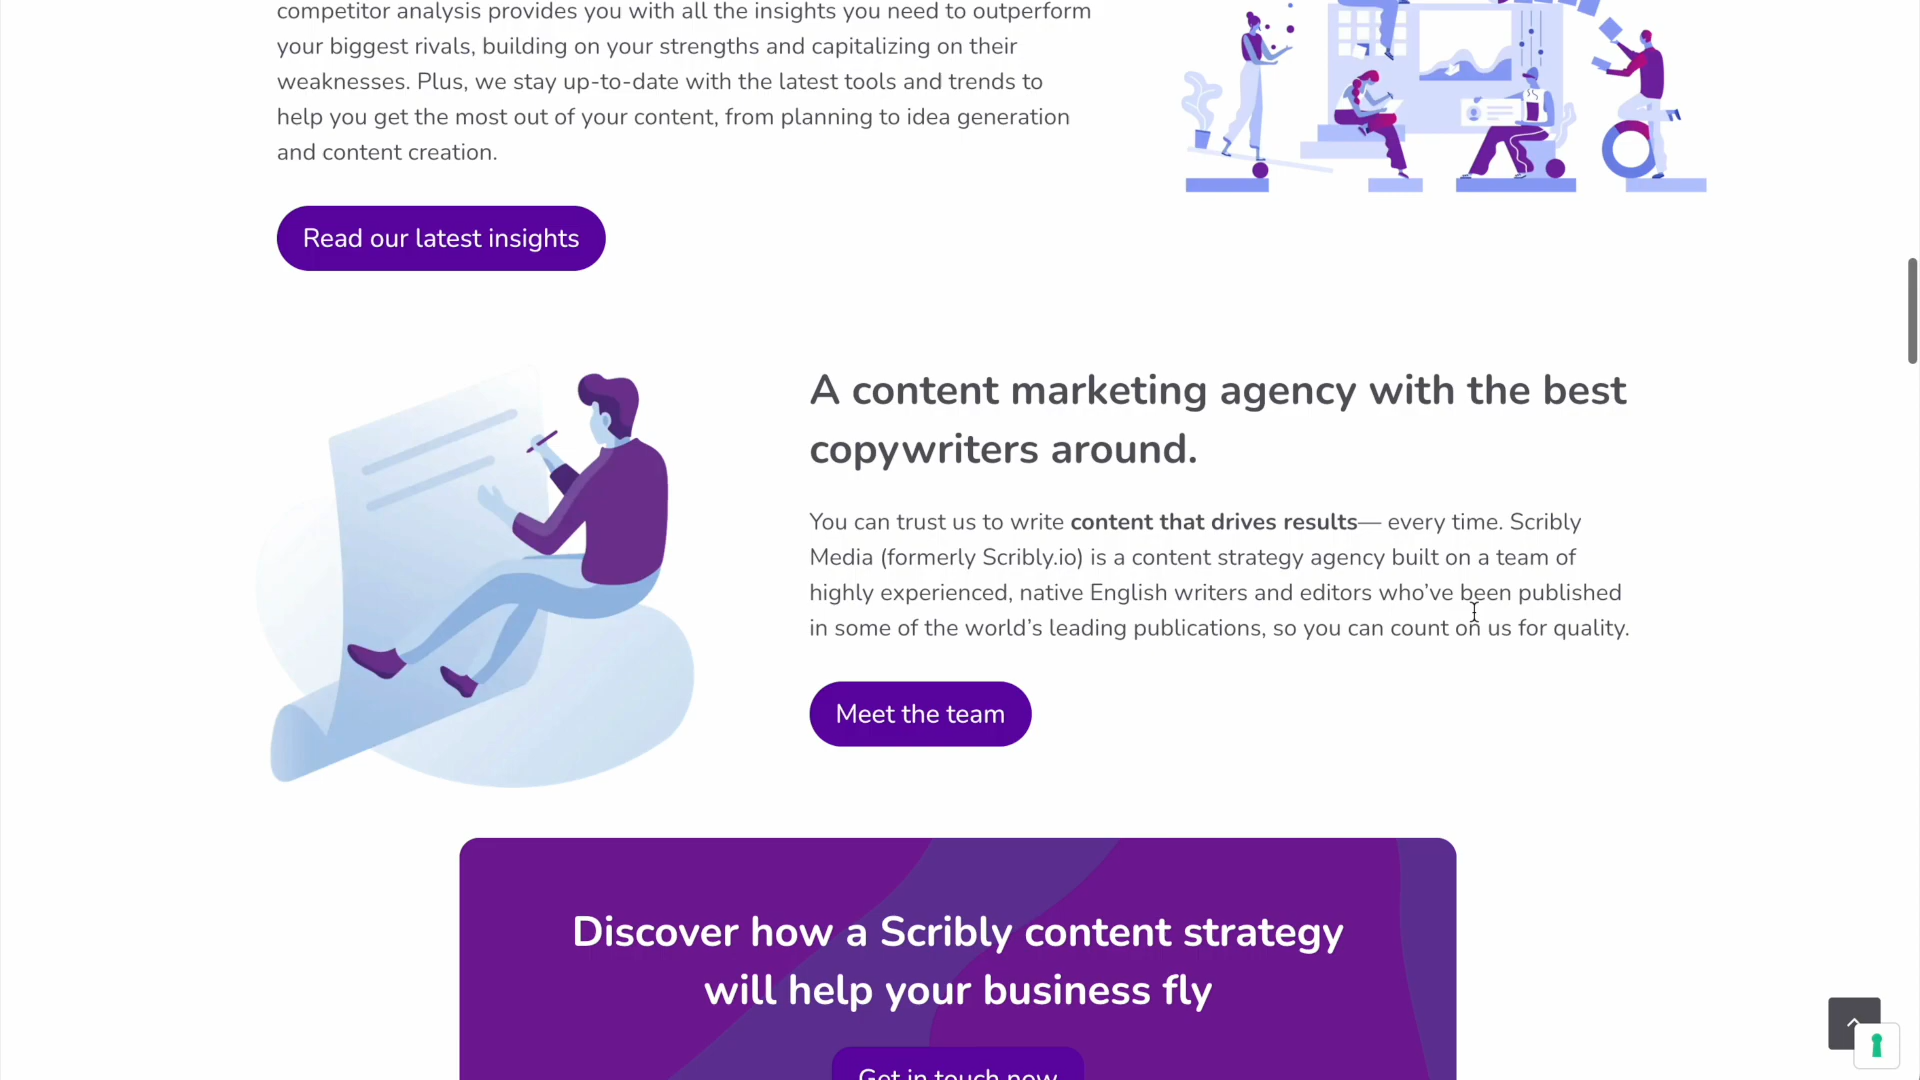 competitor analysis provides you with all the insights you need to outperform
your biggest rivals, building on your strengths and capitalizing on their
weaknesses. Plus, we stay up-to-date with the latest tools and trends to
help you get the most out of your content, from planning to idea generation
and content creation.
Read our latest insights
A content marketing agency with the best
copywriters around.
You can trust us to write content that drives results— every time. Scribly
Media (formerly Scribly.io) is a content strategy agency built on a team of
highly experienced, native English writers and editors who’ve been published
in some of the world’s leading publications, so you can count on us for quality.
Meet the team
Discover how a Scribly content strategy
will help your business fly
Get in touch now